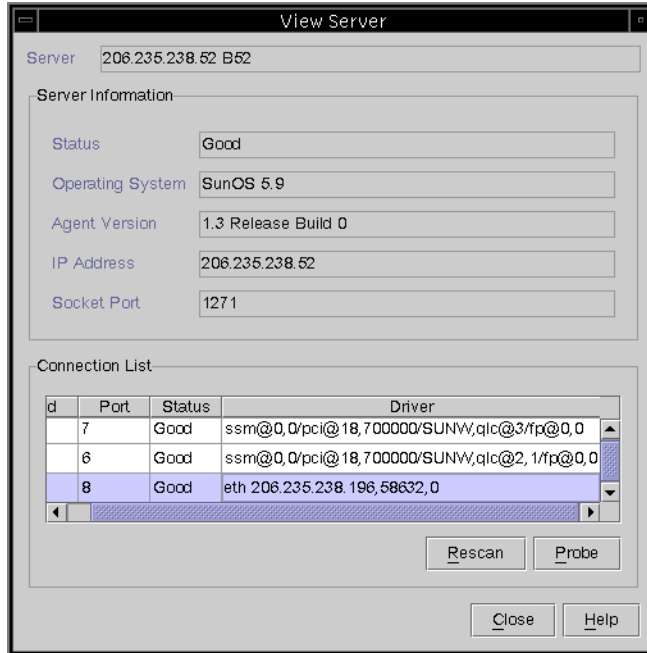 View Server
Server 206.235.238.52 B52
Server Information
Status Good
Operating System SunOS 5.9
Agent Version 1.3 Release Build 0
IP Address 206.235.238.52
Socket Port 1271
Connection List
d Port Status Driver
7 Good ssm@0,0/pci@18,700000/SUNW,qlc@3/fp@0,0
6 Good ssm@0,0/pci@18,700000/SUNW,qlc@2,1/fp@0,0
8 Good eth 206.235.238.196,58632,0
Rescan Probe
Close Help